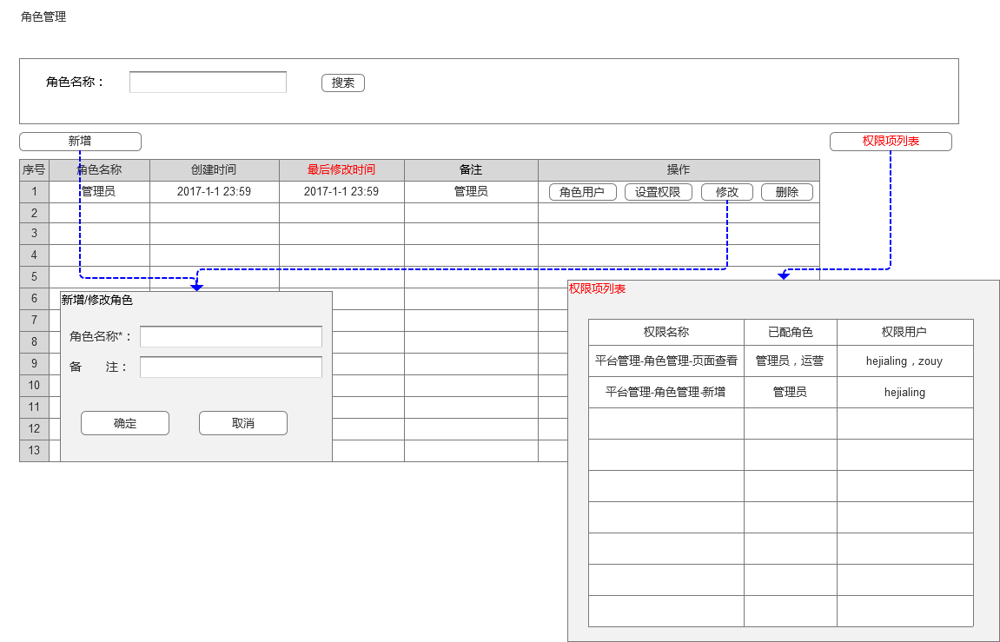 角色管理
角色名称： 搜索
新增 权限项列表
序号 角色名称 创建时间 最后修改时间 备注 操作
1 管理员 2017-1-1 23:59 2017-1-1 23:59 管理员 角色用户 设置权限 修改 删除
2
3
4
5
6
7
8
9
10
11
12
13
新增/修改角色
角色名称*：
备 注：
确定 取消
权限项列表
权限名称 已配角色 权限用户
平台管理-角色管理-页面查看 管理员，运营 hejialing，zouy
平台管理-角色管理-新增 管理员 hejialing